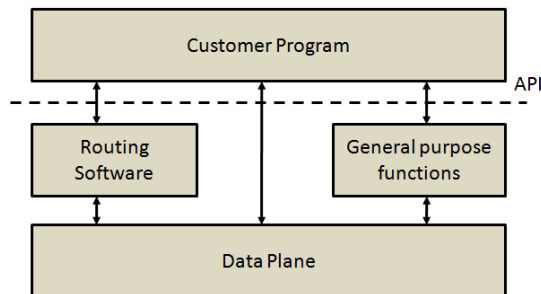 Customer Program
API
Routing
Software
General purpose
functions
Data Plane